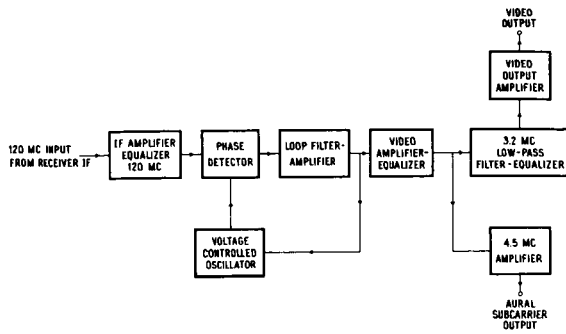 VIDEO
OUTPUT
VIDEO
OUTPUT
AMPLIFIER
120 MC INPUT
FROM RECEIVER IF
IF AMPLIFIER
EQUALIZER
120 MC
PHASE
DETECTOR
LOOP FILTER-
AMPLIFIER
VIDEO
AMPLIFIER-
EQUALIZER
3.2 MC
LOW-PASS
FILTER-EQUALIZER
VOLTAGE
CONTROLLED
OSCILLATOR
4.5 MC
AMPLIFIER
AURAL
SUBCARRIER
OUTPUT